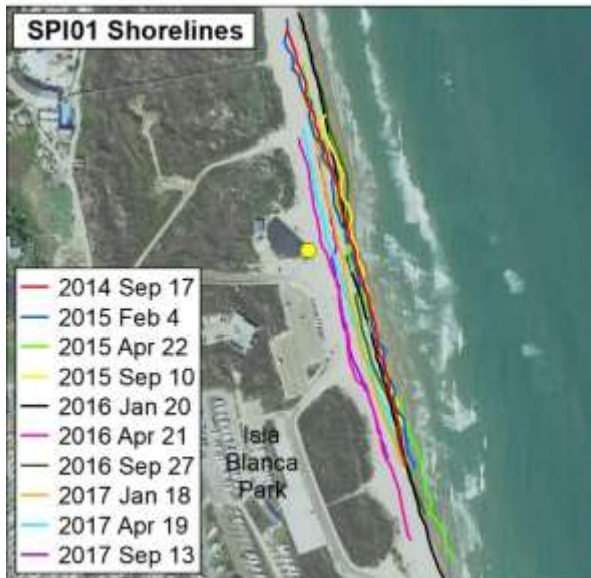 SPI01 Shorelines
2014 Sep 17
2015 Feb 4
2015 Apr 22
2015 Sep 10
2016 Jan 20
2016 Apr 21
2016 Sep 27
2017 Jan 18
2017 Apr 19
2017 Sep 13
Isla
Blanca
Park